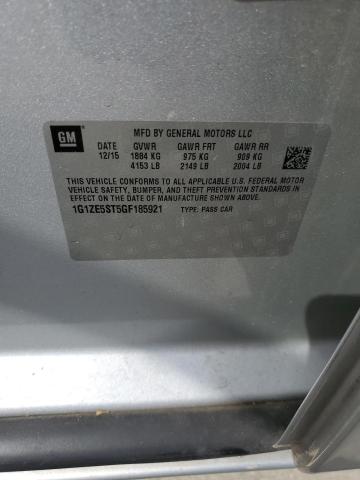 GM
MFD BY GENERAL MOTORS LLC
DATE GVWR GAWR FRT GAWR RR
12/15 1884 KG 975 KG 909 KG
4153 LB 2149 LB 2004 LB
THIS VEHICLE CONFORMS TO ALL APPLICABLE U.S. FEDERAL MOTOR
VEHICLE SAFETY, BUMPER, AND THEFT PREVENTION STANDARDS
IN EFFECT ON THE DATE OF MANUFACTURE SHOWN ABOVE.
1G1ZE5ST5GF185921 TYPE: PASS CAR